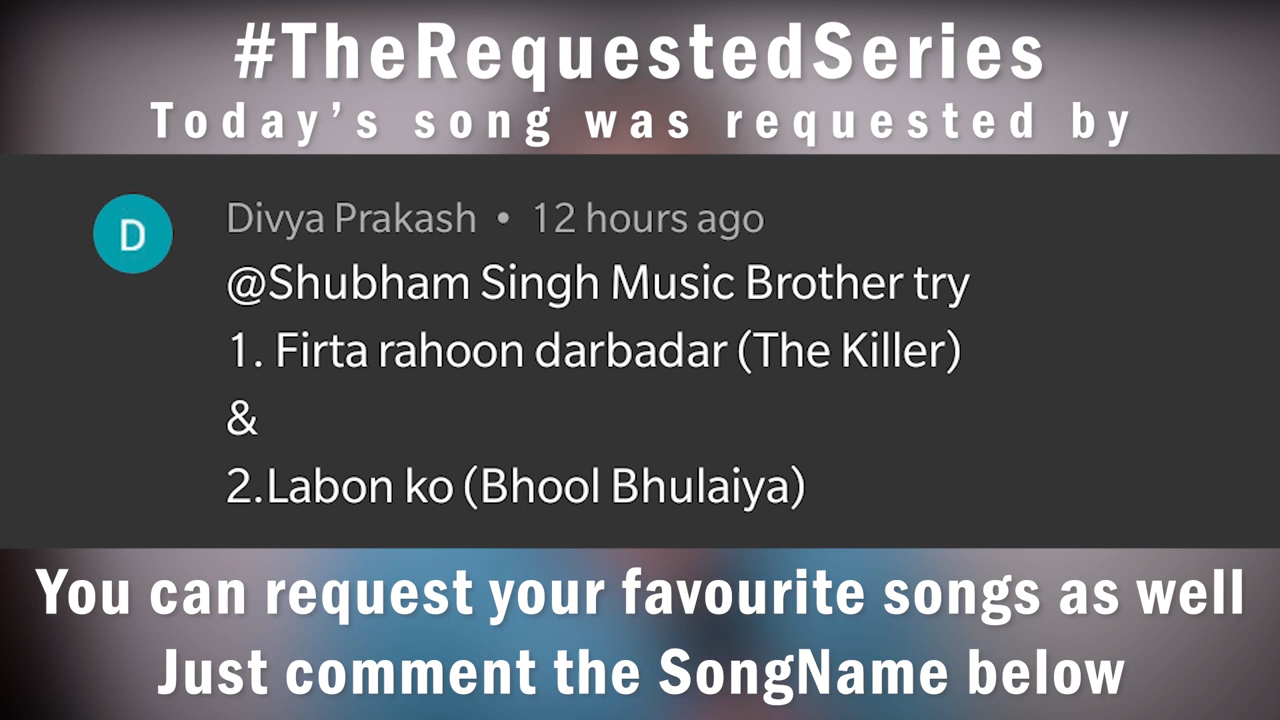 #TheRequestedSeries
Today's song was requested by
D
Divya Prakash • 12 hours ago
@Shubham Singh Music Brother try
1. Firta rahoon darbadar (The Killer)
&
2.Labon ko (Bhool Bhulaiya)
You can request your favourite songs as well
Just comment the SongName below